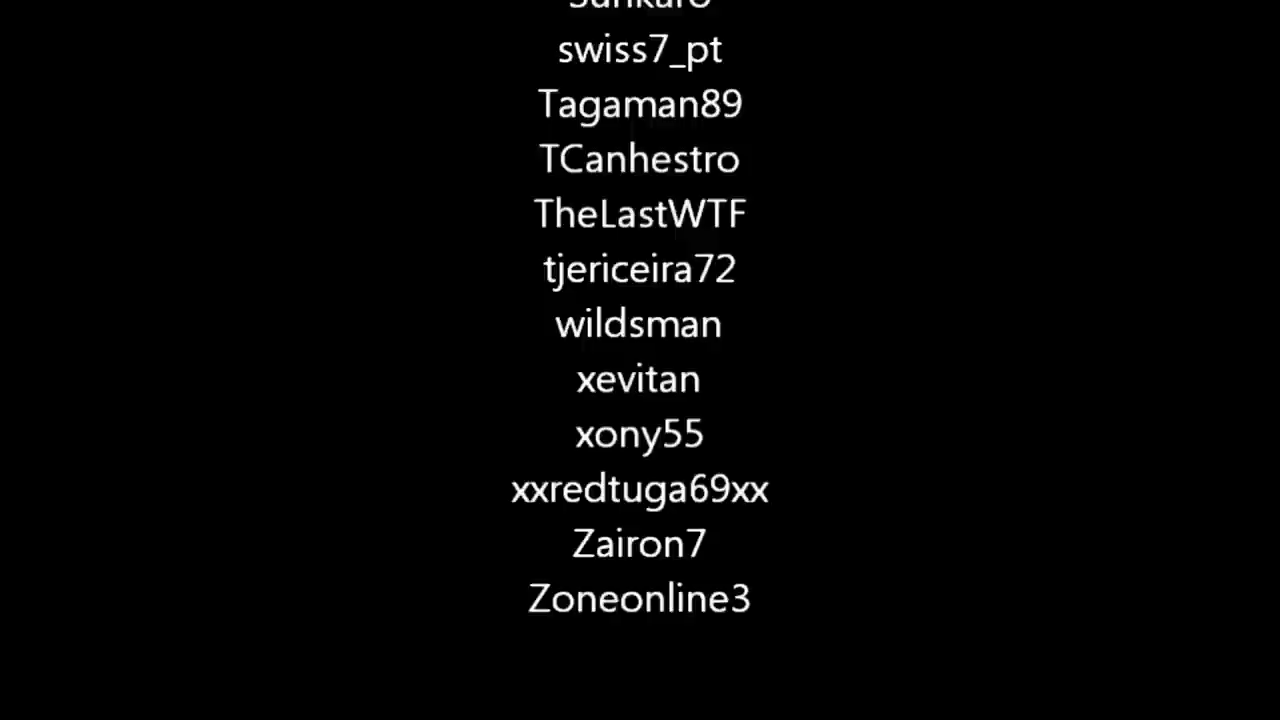 swiss7_pt
Tagaman89
TCanhestro
TheLastWTF
tjericeira72
wildsman
xevitan
xony55
xxredtuga69xx
Zairon7
Zoneonline3